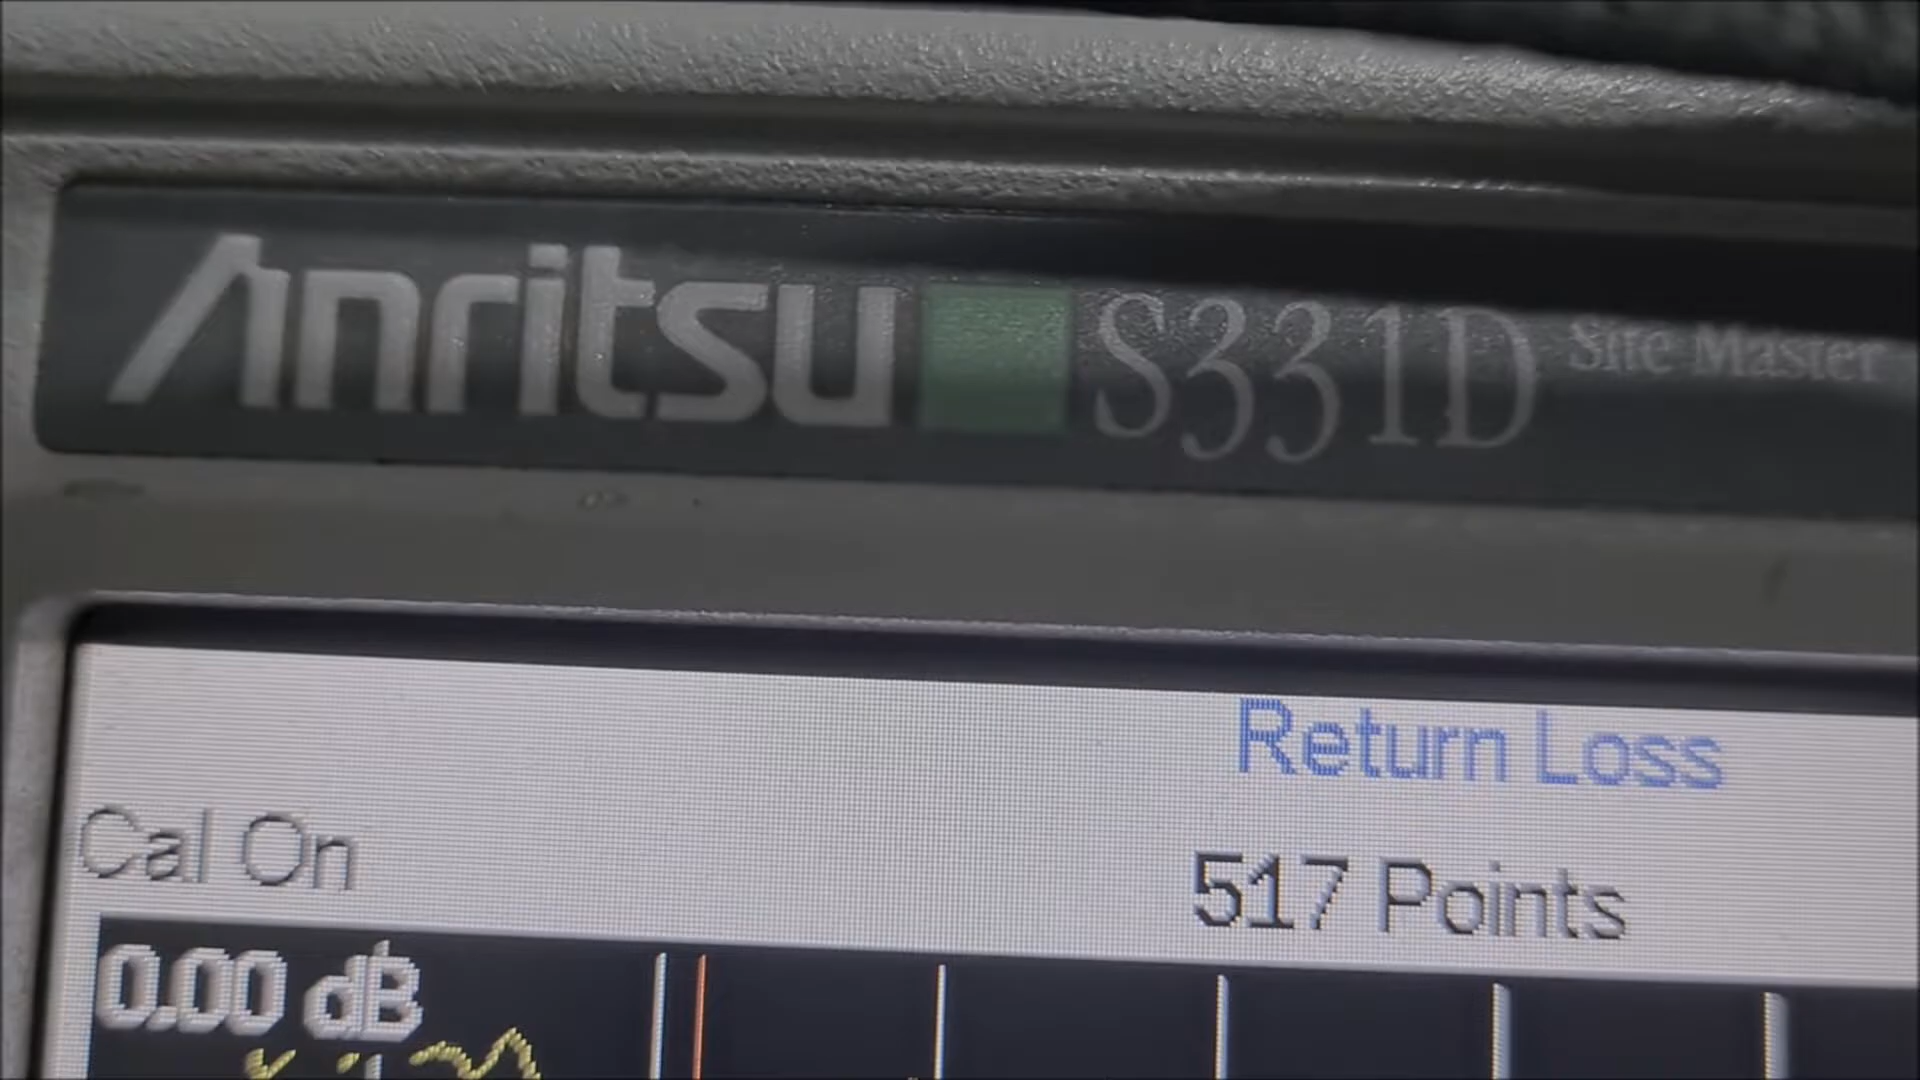 Anritsu S331D Site Master
Return Loss
Cal On
517 Points
0.00 dB